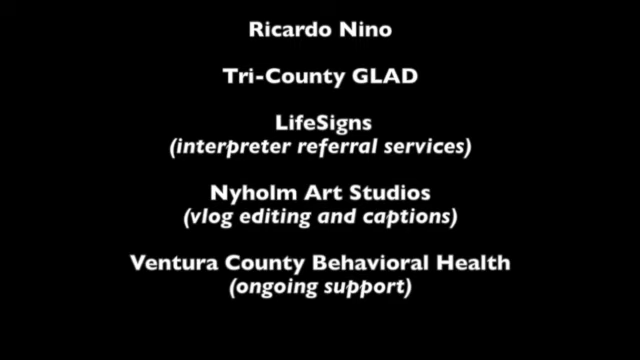 Ricardo Nino
Tri-County GLAD
LifeSigns
(interpreter referral services)
Nyholm Art Studios
(vlog editing and captions)
Ventura County Behavioral Health
(ongoing support)